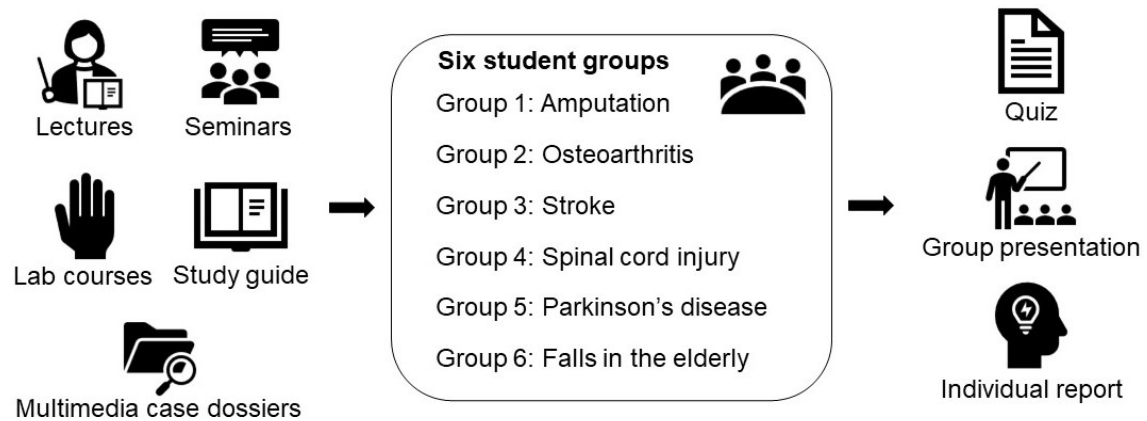 Lectures
Seminars
Lab courses
Study guide
Multimedia case dossiers
Six student groups
Group 1: Amputation
Group 2: Osteoarthritis
Group 3: Stroke
Group 4: Spinal cord injury
Group 5: Parkinson’s disease
Group 6: Falls in the elderly
Quiz
Group presentation
Individual report